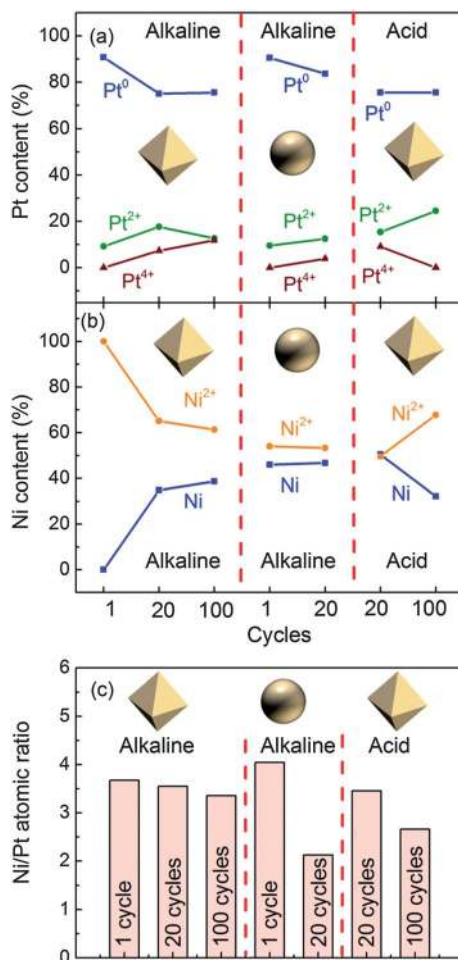 (a)
Alkaline
Alkaline
Acid
Pt content (%)
100
80
60
40
20
0
Pt⁰
Pt⁰
Pt⁰
Pt²⁺
Pt²⁺
Pt²⁺
Pt⁴⁺
Pt⁴⁺
Pt⁴⁺
(b)
Ni content (%)
100
80
60
40
20
0
Ni²⁺
Ni²⁺
Ni²⁺
Ni
Ni
Ni
Alkaline
Alkaline
Acid
1
20
100
1
20
20
100
Cycles
(c)
Alkaline
Alkaline
Acid
Ni/Pt atomic ratio
6
5
4
3
2
1
0
1 cycle
20 cycles
100 cycles
1 cycle
20 cycles
20 cycles
100 cycles